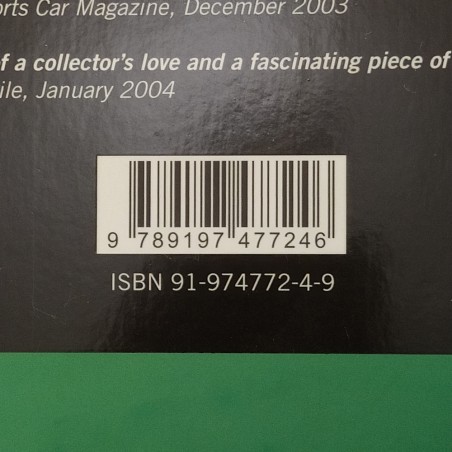 orts Car Magazine, December 2003
of a collector's love and a fascinating piece of
ile, January 2004
9 789197 477246
ISBN 91-974772-4-9